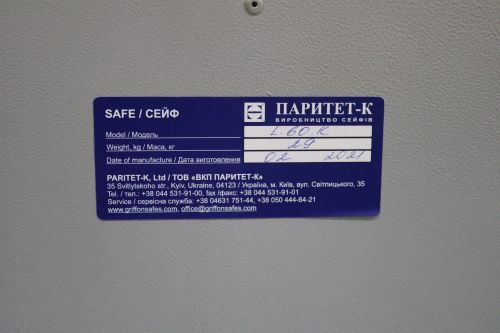 SAFE / СЕЙФ
ПАРИТЕТ-К
ВИРОБНИЦТВО СЕЙФІВ
Model / Модель L.60.K
Weight, kg / Маса, кг 29
Date of manufacture / Дата виготовлення 02 2021
PARITET-K, Ltd / ТОВ «ВКП ПАРИТЕТ-К»
35 Svitlytskoho str., Kyiv, Ukraine, 04123 / Україна, м. Київ, вул. Світлицького, 35
Tel. / тел.: +38 044 531-91-00, fax /факс: +38 044 531-91-01
Service / сервісна служба: +38 04631 751-44, +38 050 444-64-21
www.griffonsafes.com, office@griffonsafes.com